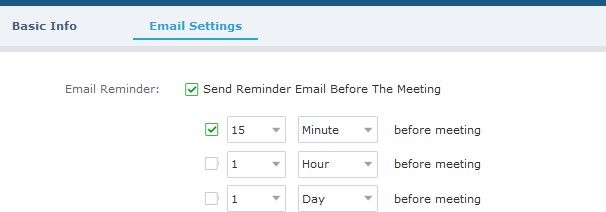 Basic Info Email Settings
Email Reminder: Send Reminder Email Before The Meeting
15 Minute before meeting
1 Hour before meeting
1 Day before meeting